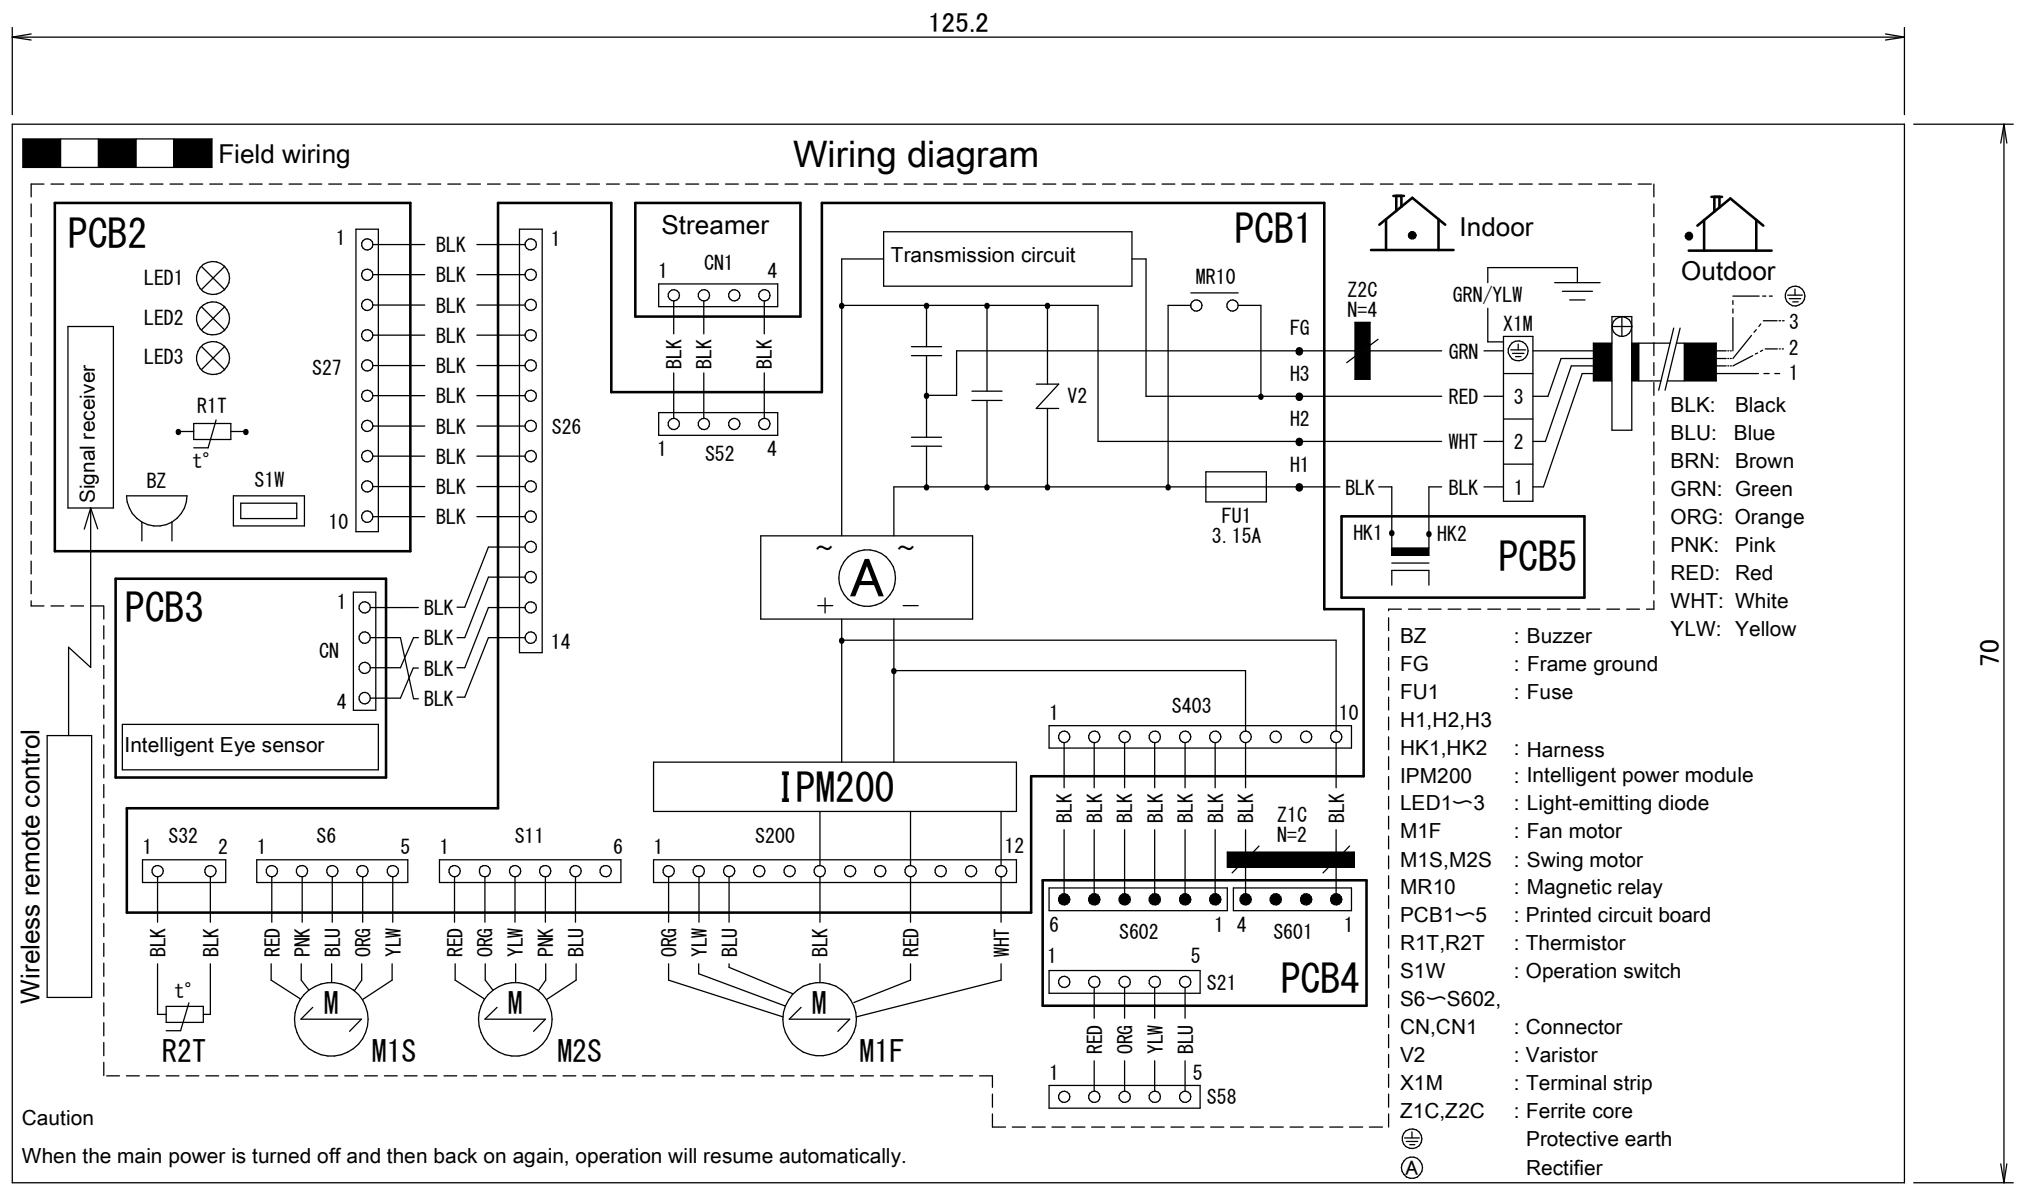 125.2
70
Field wiring
Wiring diagram
PCB2
LED1
LED2
LED3
Signal receiver
R1T
t°
BZ
S1W
1
S27
10
BLK
BLK
BLK
BLK
BLK
BLK
BLK
BLK
BLK
BLK
1
S26
14
PCB3
1
CN
4
BLK
BLK
BLK
BLK
Intelligent Eye sensor
Wireless remote control
Streamer
1 CN1 4
BLK
BLK
BLK
1 S52 4
PCB1
Transmission circuit
MR10
V2
FG
H3
H2
H1
FU1
3.15A
~ ~
A
+ −
Z2C
N=4
Indoor
Outdoor
GRN/YLW
X1M
GRN
RED 3
WHT 2
BLK BLK 1
3
2
1
HK1 HK2
PCB5
IPM200
1 S403 10
BLK
BLK
BLK
BLK
BLK
BLK
BLK
BLK
Z1C
N=2
6 S602 1
4 S601 1
PCB4
1 5
S21
RED
ORG
YLW
BLU
1 5
S58
1 S32 2
BLK
BLK
t°
R2T
1 S6 5
RED
PNK
BLU
ORG
YLW
M
M1S
1 S11 6
RED
ORG
YLW
PNK
BLU
M
M2S
1 S200 12
ORG
YLW
BLU
BLK
RED
WHT
M
M1F
BLK: Black
BLU: Blue
BRN: Brown
GRN: Green
ORG: Orange
PNK: Pink
RED: Red
WHT: White
YLW: Yellow
BZ : Buzzer
FG : Frame ground
FU1 : Fuse
H1,H2,H3
HK1,HK2 : Harness
IPM200 : Intelligent power module
LED1∼3 : Light-emitting diode
M1F : Fan motor
M1S,M2S : Swing motor
MR10 : Magnetic relay
PCB1∼5 : Printed circuit board
R1T,R2T : Thermistor
S1W : Operation switch
S6∼S602,
CN,CN1 : Connector
V2 : Varistor
X1M : Terminal strip
Z1C,Z2C : Ferrite core
Protective earth
A Rectifier
Caution
When the main power is turned off and then back on again, operation will resume automatically.